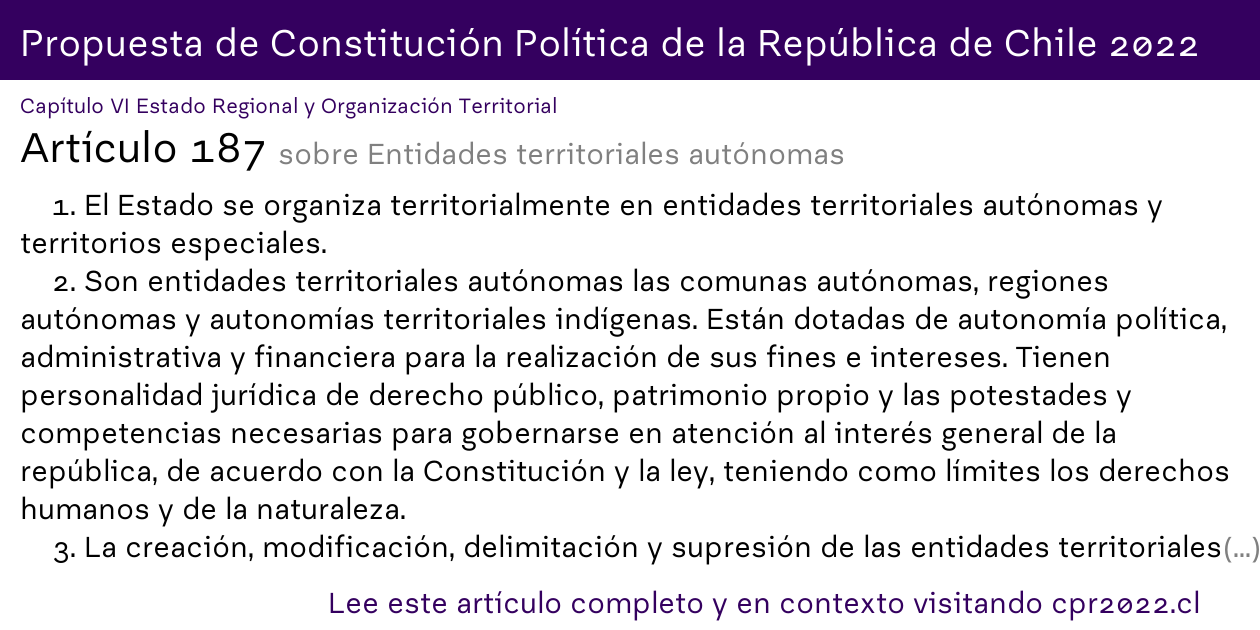 Propuesta de Constitución Política de la República de Chile 2022
Capítulo VI Estado Regional y Organización Territorial
Artículo 187 sobre Entidades territoriales autónomas
1. El Estado se organiza territorialmente en entidades territoriales autónomas y
territorios especiales.
2. Son entidades territoriales autónomas las comunas autónomas, regiones
autónomas y autonomías territoriales indígenas. Están dotadas de autonomía política,
administrativa y financiera para la realización de sus fines e intereses. Tienen
personalidad jurídica de derecho público, patrimonio propio y las potestades y
competencias necesarias para gobernarse en atención al interés general de la
república, de acuerdo con la Constitución y la ley, teniendo como límites los derechos
humanos y de la naturaleza.
3. La creación, modificación, delimitación y supresión de las entidades territoriales(...)
Lee este artículo completo y en contexto visitando cpr2022.cl